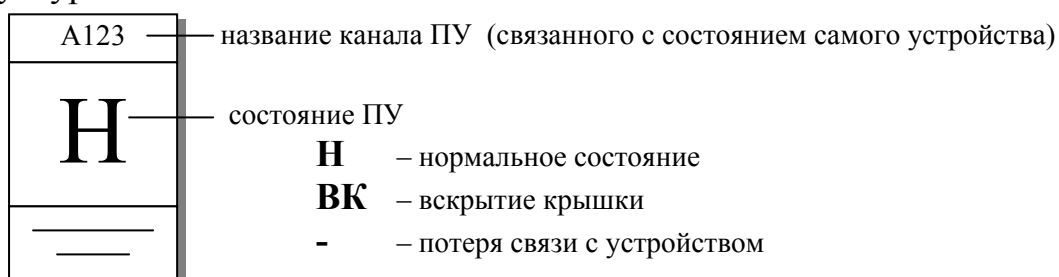 А123 название канала ПУ (связанного с состоянием самого устройства)
Н состояние ПУ
Н – нормальное состояние
ВК – вскрытие крышки
- – потеря связи с устройством